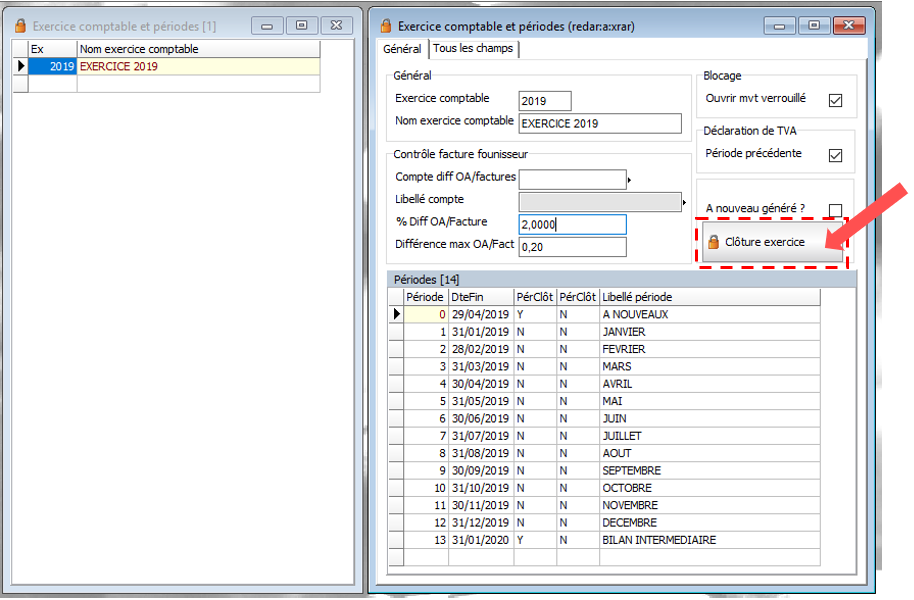 Exercice comptable et périodes [1]
Ex Nom exercice comptable
2019 EXERCICE 2019
Exercice comptable et périodes (redar:a:xrar)
Général Tous les champs
Général
Exercice comptable 2019
Nom exercice comptable EXERCICE 2019
Contrôle facture founisseur
Compte diff OA/factures
Libellé compte
% Diff OA/Facture 2,0000
Différence max OA/Fact 0,20
Blocage
Ouvrir mvt verrouillé
Déclaration de TVA
Période précédente
A nouveau généré ?
Clôture exercice
Périodes [14]
Période DteFin PérClôt PérClôt Libellé période
0 29/04/2019 Y N A NOUVEAUX
1 31/01/2019 N N JANVIER
2 28/02/2019 N N FEVRIER
3 31/03/2019 N N MARS
4 30/04/2019 N N AVRIL
5 31/05/2019 N N MAI
6 30/06/2019 N N JUIN
7 31/07/2019 N N JUILLET
8 31/08/2019 N N AOUT
9 30/09/2019 N N SEPTEMBRE
10 31/10/2019 N N OCTOBRE
11 30/11/2019 N N NOVEMBRE
12 31/12/2019 N N DECEMBRE
13 31/01/2020 Y N BILAN INTERMEDIAIRE